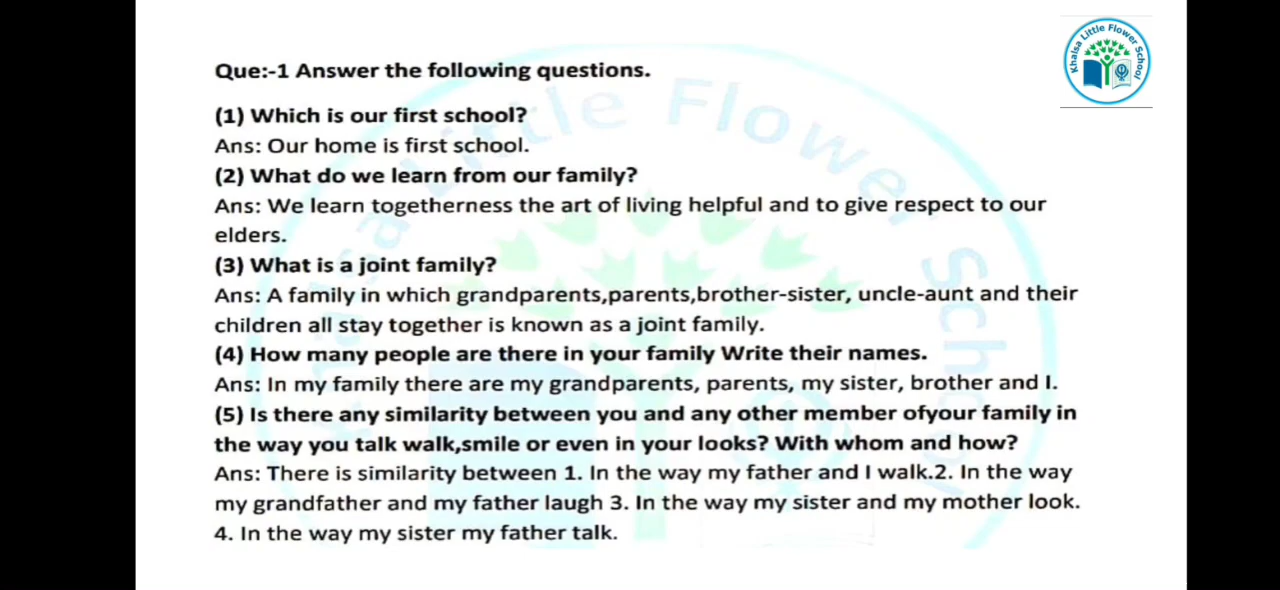 Khalsa Little Flower School
Que:-1 Answer the following questions.
(1) Which is our first school?
Ans: Our home is first school.
(2) What do we learn from our family?
Ans: We learn togetherness the art of living helpful and to give respect to our
elders.
(3) What is a joint family?
Ans: A family in which grandparents,parents,brother-sister, uncle-aunt and their
children all stay together is known as a joint family.
(4) How many people are there in your family Write their names.
Ans: In my family there are my grandparents, parents, my sister, brother and I.
(5) Is there any similarity between you and any other member ofyour family in
the way you talk walk,smile or even in your looks? With whom and how?
Ans: There is similarity between 1. In the way my father and I walk.2. In the way
my grandfather and my father laugh 3. In the way my sister and my mother look.
4. In the way my sister my father talk.
Khalsa Little Flower School